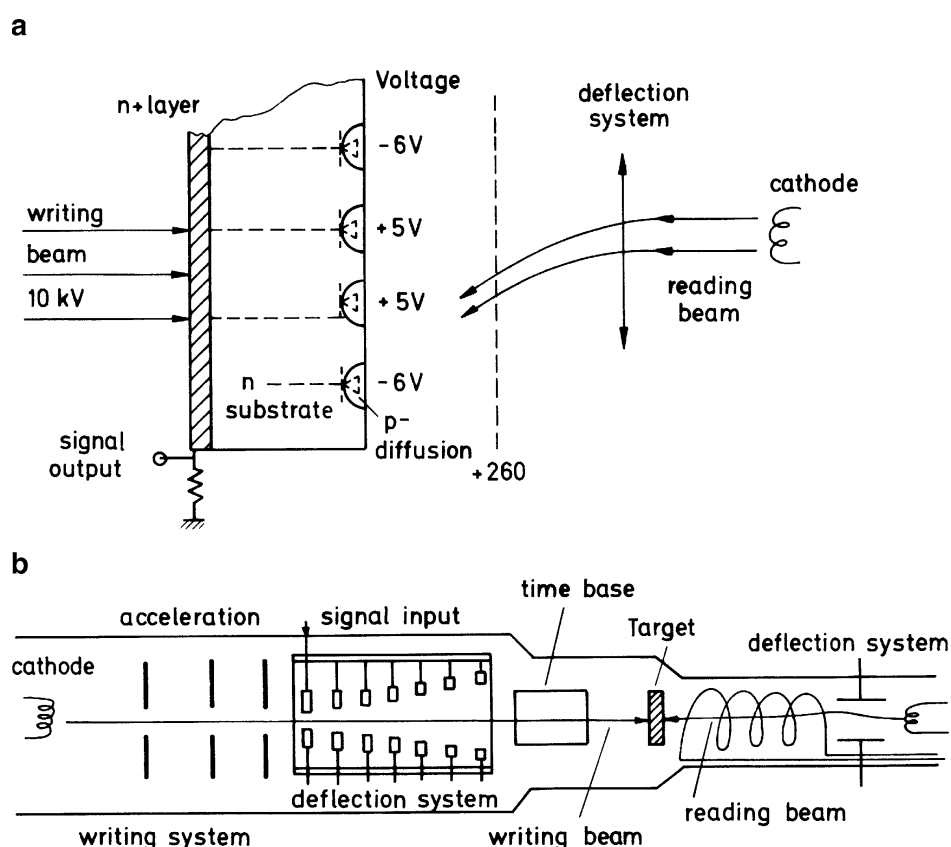 a
Voltage
n+layer
deflection
system
-6V
cathode
writing
+5V
beam
10 kV
+5V
reading
beam
n
-6V
substrate
p-
diffusion
signal
output
+260
b
time base
acceleration
signal input
Target
deflection system
cathode
deflection system
reading beam
writing system
writing beam